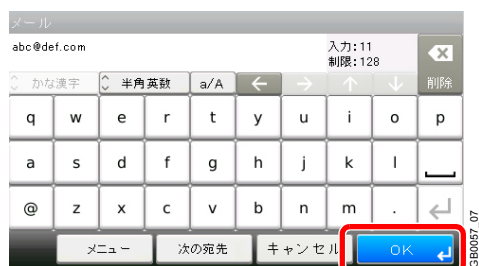 メール
abc@def.com
入力:11
制限:128
かな漢字 半角英数 a/A 削除
q w e r t y u i o p
a s d f g h j k l
@ z x c v b n m .
メニュー 次の宛先 キャンセル OK
GB0057_07